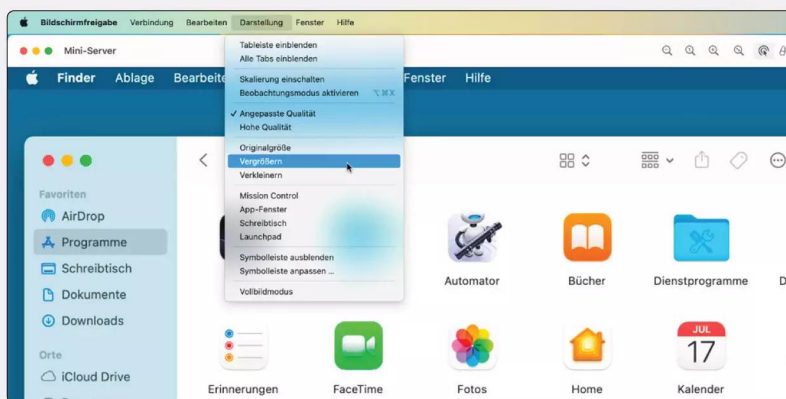 Bildschirmfreigabe Verbindung Bearbeiten Darstellung Fenster Hilfe
Mini-Server
Finder Ablage Bearbeite Fenster Hilfe
Tableiste einblenden
Alle Tabs einblenden
Skalierung einschalten
Beobachtungsmodus aktivieren ⌥⌘X
✓ Angepasste Qualität
Hohe Qualität
Originalgröße
Vergrößern
Verkleinern
Mission Control
App-Fenster
Schreibtisch
Launchpad
Symbolleiste ausblenden
Symbolleiste anpassen ...
Vollbildmodus
Favoriten
AirDrop
Programme
Schreibtisch
Dokumente
Downloads
Orte
iCloud Drive
Automator Bücher Dienstprogramme
JUL
17
Erinnerungen FaceTime Fotos Home Kalender